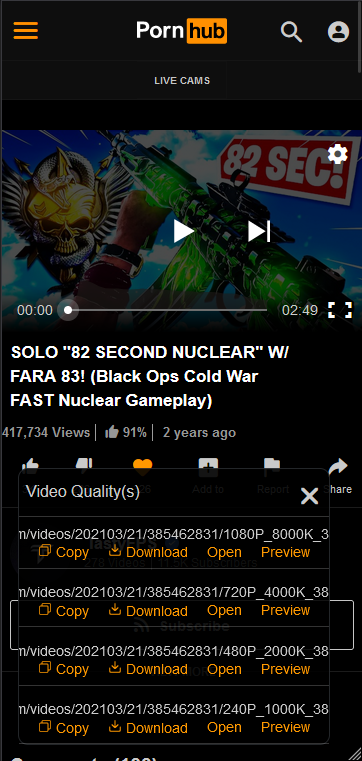 Pornhub
LIVE CAMS
82 SEC!
00:00 02:49
SOLO "82 SECOND NUCLEAR" W/
FARA 83! (Black Ops Cold War
FAST Nuclear Gameplay)
417,734 Views 91% 2 years ago
Add to Report Share
Video Quality(s)
m/videos/202103/21/385462831/1080P_8000K_3
Copy Download Open Preview
m/videos/202103/21/385462831/720P_4000K_38
Copy Download Open Preview
Subscribe
m/videos/202103/21/385462831/480P_2000K_38
Copy Download Open Preview
m/videos/202103/21/385462831/240P_1000K_38
Copy Download Open Preview